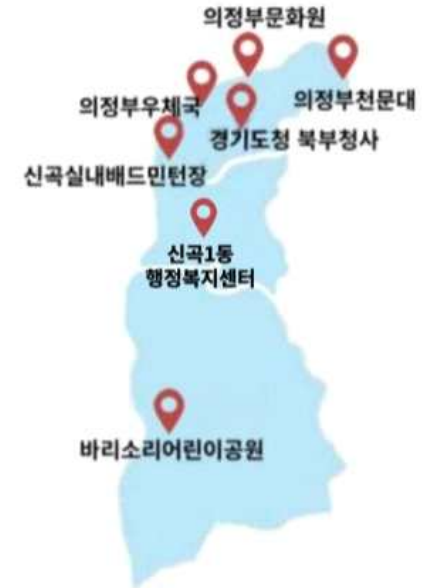 의정부문화원
의정부우체국
의정부천문대
경기도청 북부청사
신곡실내배드민턴장
신곡1동
행정복지센터
바리소리어린이공원